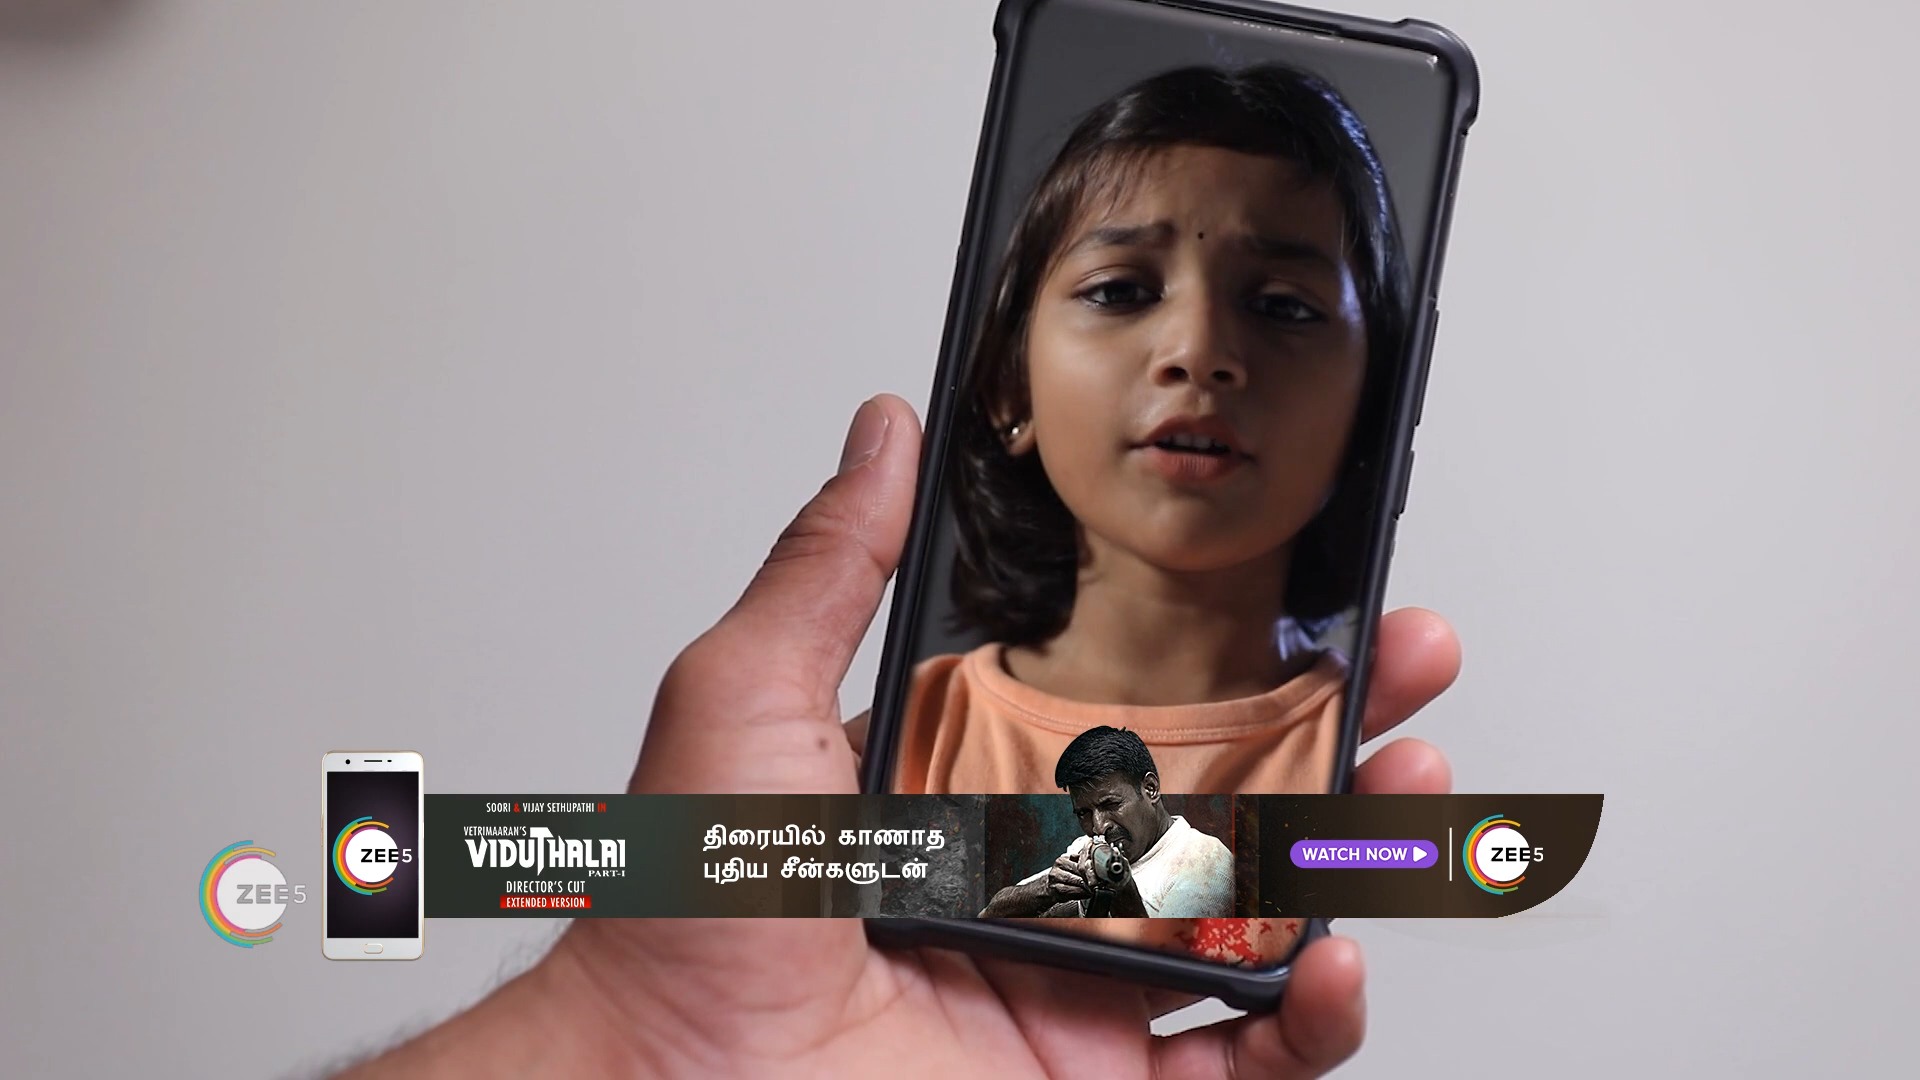 SOORI & VIJAY SETHUPATHI IN
VETRIMAARAN'S
VIDUTHALAI
PART-I
DIRECTOR'S CUT
EXTENDED VERSION
திரையில் காணாத
புதிய சீன்களுடன்
WATCH NOW
ZEE5
ZEE5
ZEE5